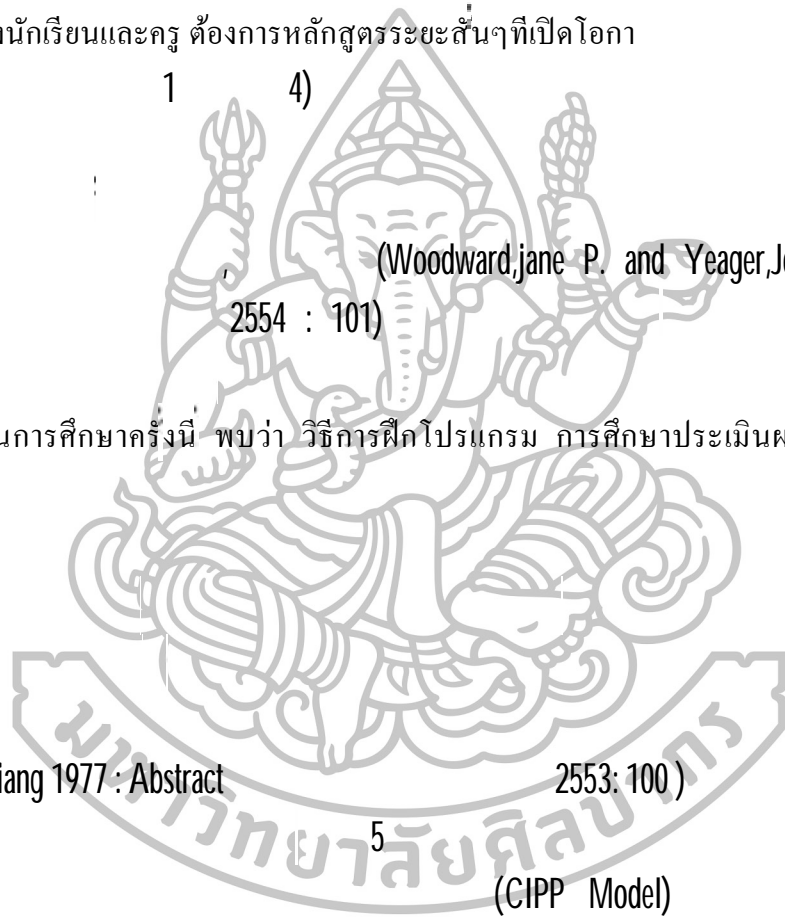 นักเรียนและครู ต้องการหลักสูตรระยะสั้นๆที่เปิดโอกา
1 4)
(Woodward,jane P. and Yeager,J
2554 : 101)
นการศึกษาครั้งนี้ พบว่า วิธีการฝึกโปรแกรม การศึกษาประเมินผ
iang 1977 : Abstract 2553: 100 )
5
(CIPP Model)
มหาวิทยาลัยศิลปากร